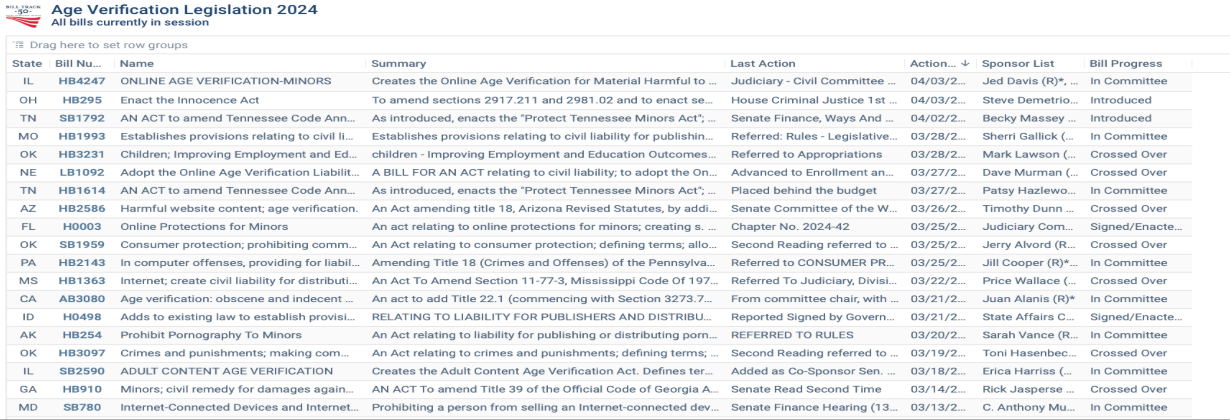 BILL TRACK
-50-
Age Verification Legislation 2024
All bills currently in session
Drag here to set row groups
State Bill Nu... Name Summary Last Action Action... ↓ Sponsor List Bill Progress
IL HB4247 ONLINE AGE VERIFICATION-MINORS Creates the Online Age Verification for Material Harmful to ... Judiciary - Civil Committee ... 04/03/2... Jed Davis (R)*, ... In Committee
OH HB295 Enact the Innocence Act To amend sections 2917.211 and 2981.02 and to enact se... House Criminal Justice 1st ... 04/03/2... Steve Demetrio... Introduced
TN SB1792 AN ACT to amend Tennessee Code Ann... As introduced, enacts the "Protect Tennessee Minors Act"; ... Senate Finance, Ways And ... 04/02/2... Becky Massey ... Introduced
MO HB1993 Establishes provisions relating to civil li... Establishes provisions relating to civil liability for publishin... Referred: Rules - Legislative... 03/28/2... Sherri Gallick (... In Committee
OK HB3231 Children; Improving Employment and Ed... children - Improving Employment and Education Outcomes... Referred to Appropriations 03/28/2... Mark Lawson (... Crossed Over
NE LB1092 Adopt the Online Age Verification Liabilit... A BILL FOR AN ACT relating to civil liability; to adopt the On... Advanced to Enrollment an... 03/27/2... Dave Murman (... Crossed Over
TN HB1614 AN ACT to amend Tennessee Code Ann... As introduced, enacts the "Protect Tennessee Minors Act"; ... Placed behind the budget 03/27/2... Patsy Hazlewo... In Committee
AZ HB2586 Harmful website content; age verification. An Act amending title 18, Arizona Revised Statutes, by addi... Senate Committee of the W... 03/26/2... Timothy Dunn ... Crossed Over
FL H0003 Online Protections for Minors An act relating to online protections for minors; creating s. ... Chapter No. 2024-42 03/25/2... Judiciary Com... Signed/Enacte...
OK SB1959 Consumer protection; prohibiting comm... An Act relating to consumer protection; defining terms; allo... Second Reading referred to ... 03/25/2... Jerry Alvord (R... Crossed Over
PA HB2143 In computer offenses, providing for liabil... Amending Title 18 (Crimes and Offenses) of the Pennsylva... Referred to CONSUMER PR... 03/25/2... Jill Cooper (R)*... In Committee
MS HB1363 Internet; create civil liability for distributi... An Act To Amend Section 11-77-3, Mississippi Code Of 197... Referred To Judiciary, Divisi... 03/22/2... Price Wallace (... Crossed Over
CA AB3080 Age verification: obscene and indecent ... An act to add Title 22.1 (commencing with Section 3273.7... From committee chair, with ... 03/21/2... Juan Alanis (R)* In Committee
ID H0498 Adds to existing law to establish provisi... RELATING TO LIABILITY FOR PUBLISHERS AND DISTRIBU... Reported Signed by Govern... 03/21/2... State Affairs C... Signed/Enacte...
AK HB254 Prohibit Pornography To Minors An Act relating to liability for publishing or distributing porn... REFERRED TO RULES 03/20/2... Sarah Vance (R... In Committee
OK HB3097 Crimes and punishments; making com... An Act relating to crimes and punishments; defining terms; ... Second Reading referred to ... 03/19/2... Toni Hasenbec... Crossed Over
IL SB2590 ADULT CONTENT AGE VERIFICATION Creates the Adult Content Age Verification Act. Defines ter... Added as Co-Sponsor Sen. ... 03/18/2... Erica Harriss (... In Committee
GA HB910 Minors; civil remedy for damages again... AN ACT To amend Title 39 of the Official Code of Georgia A... Senate Read Second Time 03/14/2... Rick Jasperse ... Crossed Over
MD SB780 Internet-Connected Devices and Internet... Prohibiting a person from selling an Internet-connected dev... Senate Finance Hearing (13... 03/13/2... C. Anthony Mu... In Committee